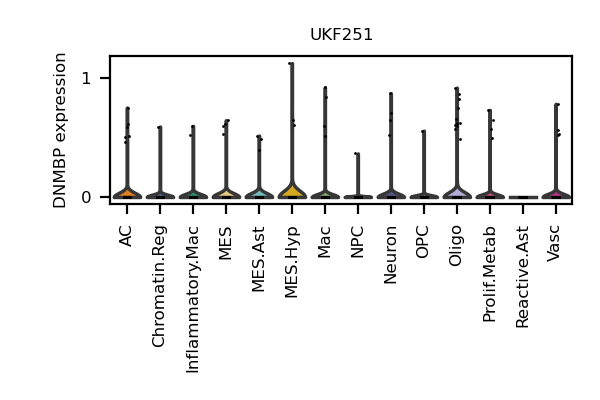 UKF251
DNMBP expression
1
0
AC
Chromatin.Reg
Inflammatory.Mac
MES
MES.Ast
MES.Hyp
Mac
NPC
Neuron
OPC
Oligo
Prolif.Metab
Reactive.Ast
Vasc